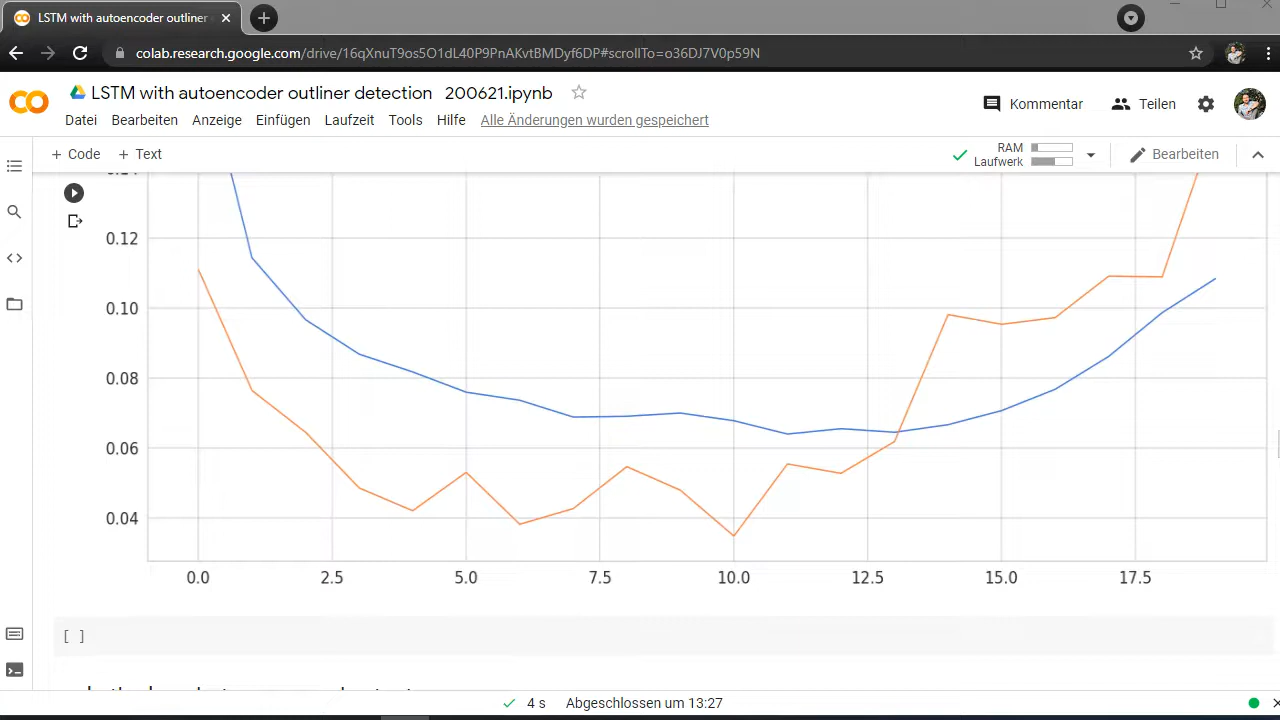 LSTM with autoencoder outliner
colab.research.google.com/drive/16qXnuT9os5O1dL40P9PnAKvtBMDyf6DP#scrollTo=o36DJ7V0p59N
LSTM with autoencoder outliner detection 200621.ipynb
Kommentar
Teilen
Datei Bearbeiten Anzeige Einfügen Laufzeit Tools Hilfe Alle Änderungen wurden gespeichert
+ Code + Text
RAM
Laufwerk
Bearbeiten
0.12
0.10
0.08
0.06
0.04
0.0 2.5 5.0 7.5 10.0 12.5 15.0 17.5
[ ]
4 s Abgeschlossen um 13:27